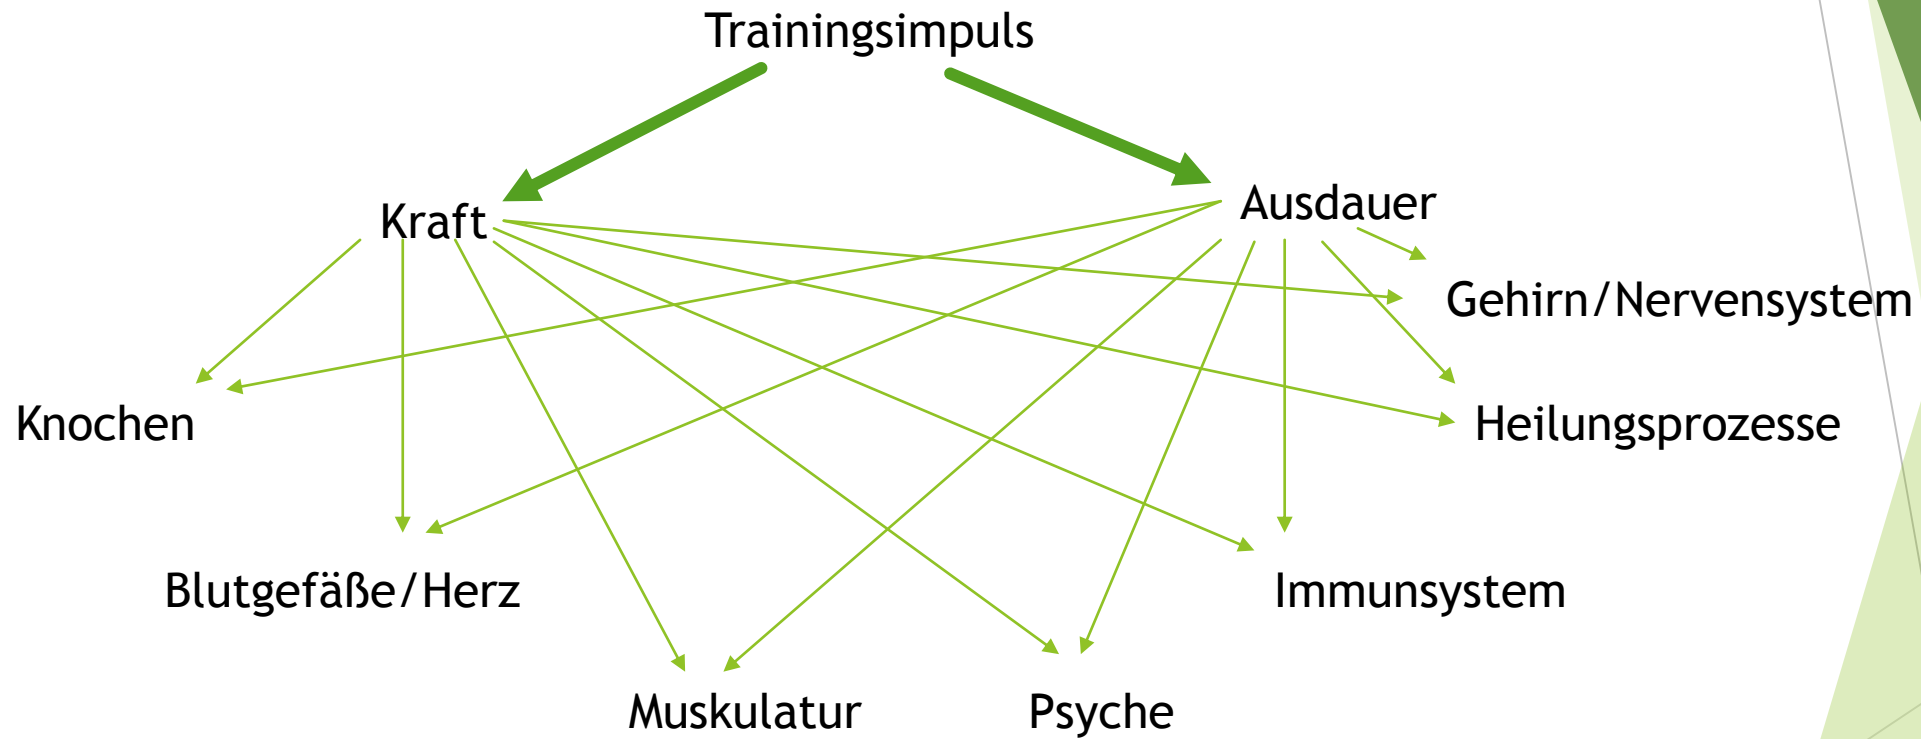 Trainingsimpuls
Kraft
Ausdauer
Gehirn/Nervensystem
Knochen
Heilungsprozesse
Blutgefäße/Herz
Immunsystem
Muskulatur
Psyche